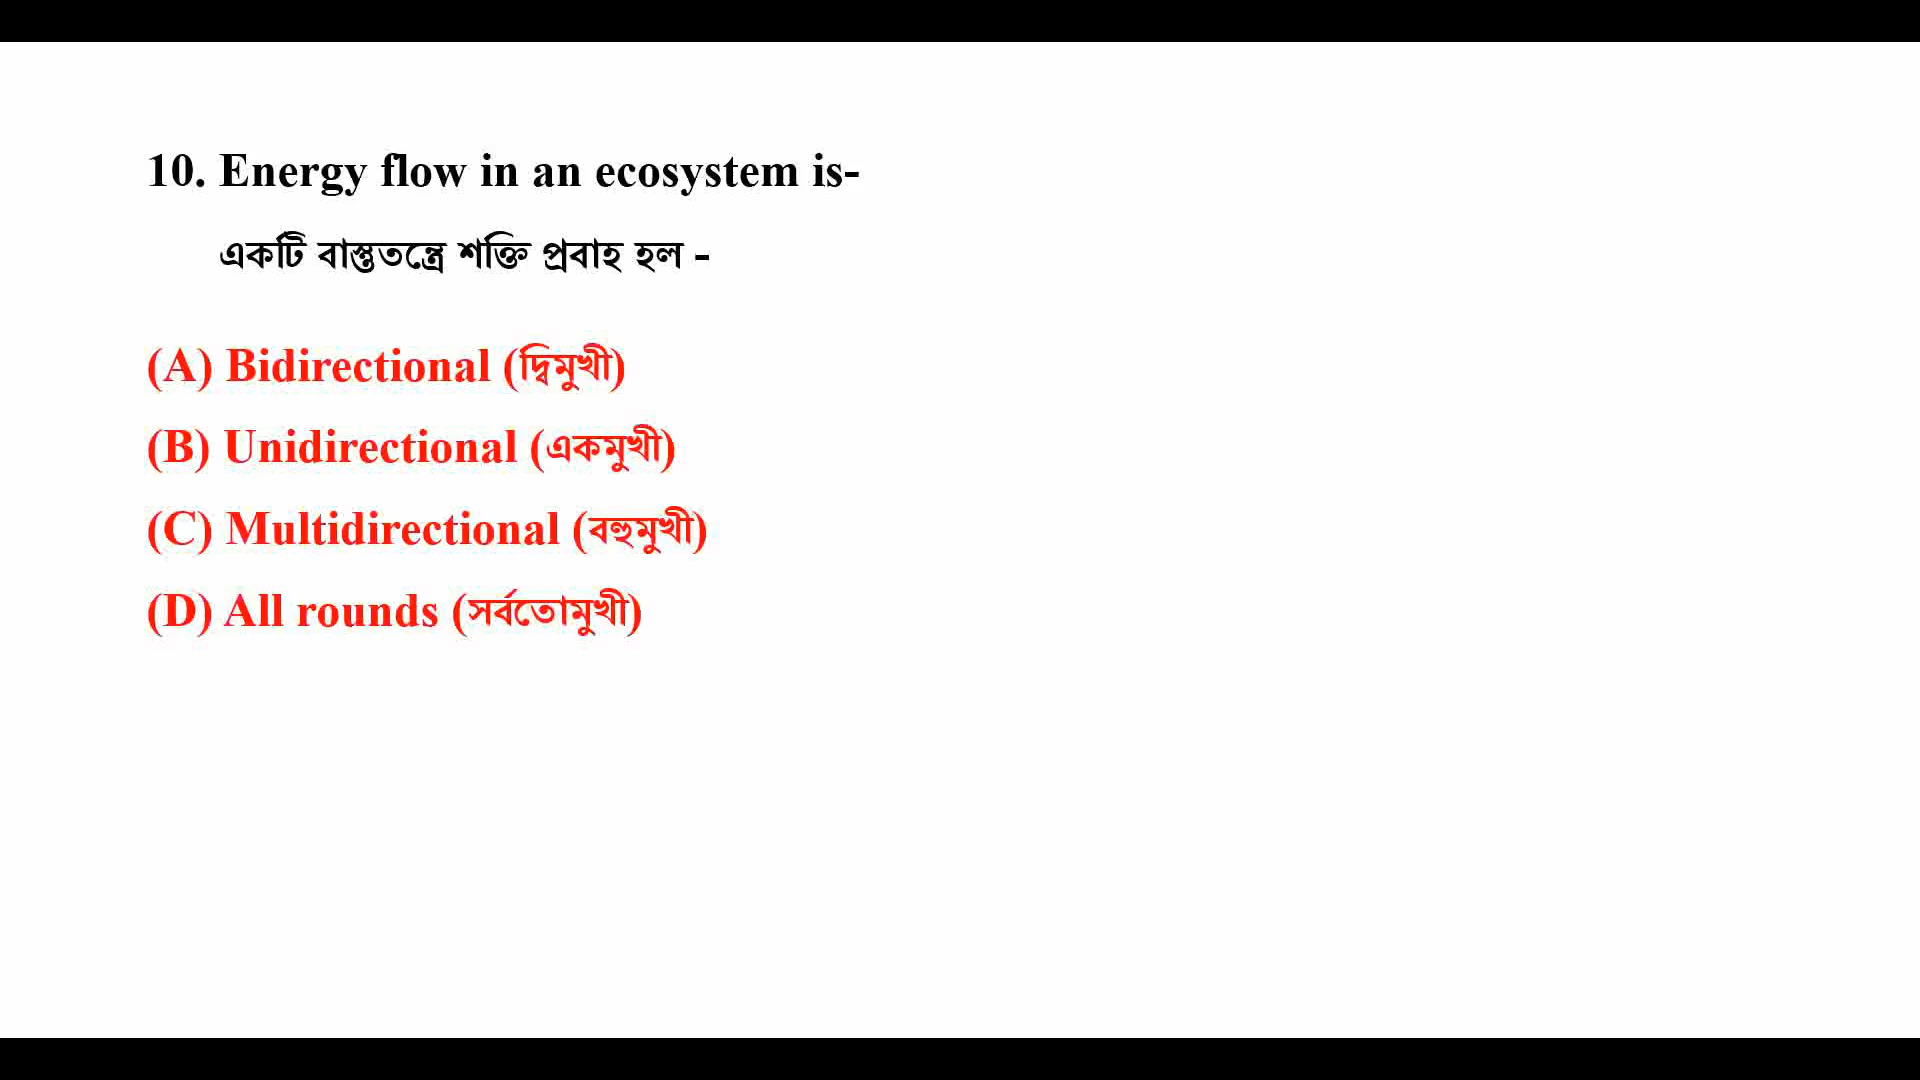 10. Energy flow in an ecosystem is-
একটি বাস্তুতন্ত্রে শক্তি প্রবাহ হল -
(A) Bidirectional (দ্বিমুখী)
(B) Unidirectional (একমুখী)
(C) Multidirectional (বহুমুখী)
(D) All rounds (সর্বতোমুখী)